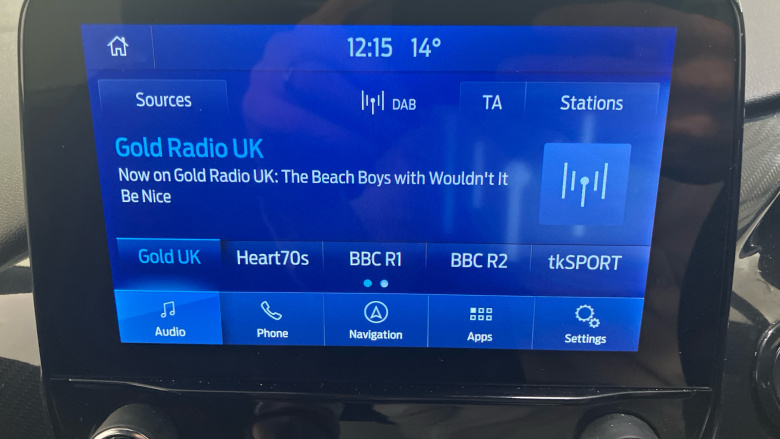 12:15 14°
Sources DAB TA Stations
Gold Radio UK
Now on Gold Radio UK: The Beach Boys with Wouldn't It
Be Nice
Gold UK Heart70s BBC R1 BBC R2 tkSPORT
Audio Phone Navigation Apps Settings